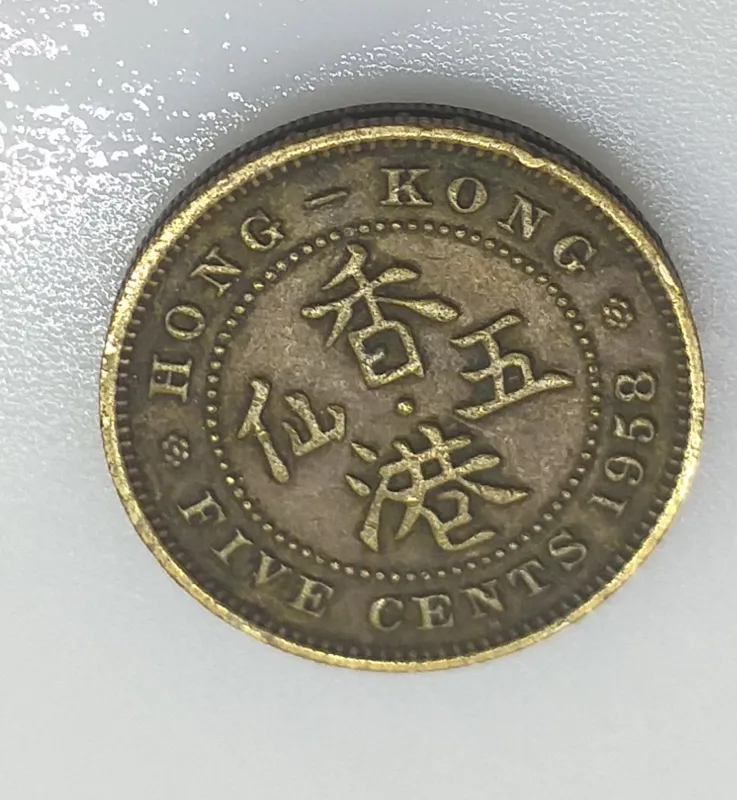 HONG - KONG
FIVE CENTS 1958
香港
五仙